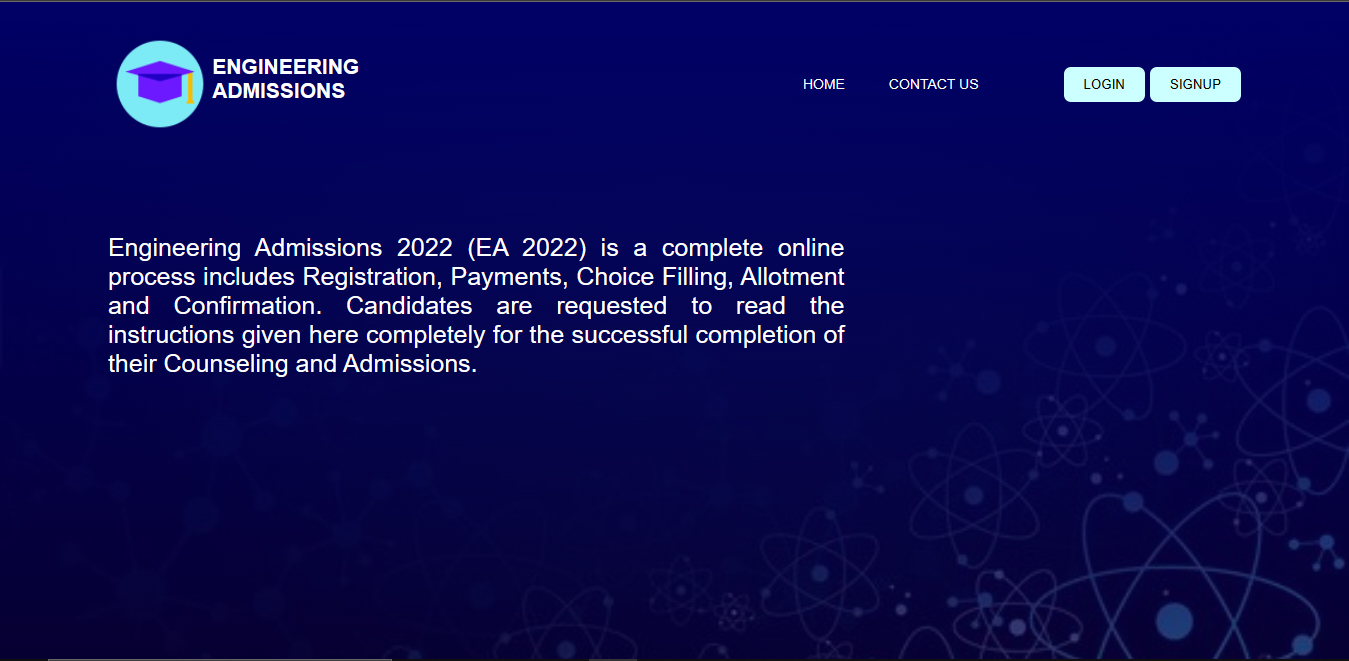 ENGINEERING
ADMISSIONS
HOME
CONTACT US
LOGIN
SIGNUP
Engineering Admissions 2022 (EA 2022) is a complete online
process includes Registration, Payments, Choice Filling, Allotment
and Confirmation. Candidates are requested to read the
instructions given here completely for the successful completion of
their Counseling and Admissions.